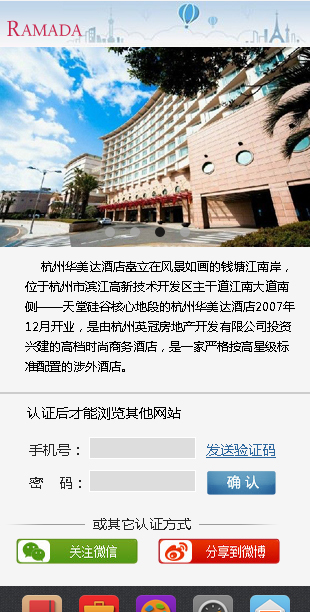 RAMADA
杭州华美达酒店矗立在风景如画的钱塘江南岸，
位于杭州市滨江高新技术开发区主干道江南大道南
侧——天堂硅谷核心地段的杭州华美达酒店2007年
12月开业，是由杭州英冠房地产开发有限公司投资
兴建的高档时尚商务酒店，是一家严格按高星级标
准配置的涉外酒店。
认证后才能浏览其他网站
手机号： 发送验证码
密 码： 确 认
或其它认证方式
关注微信 分享到微博